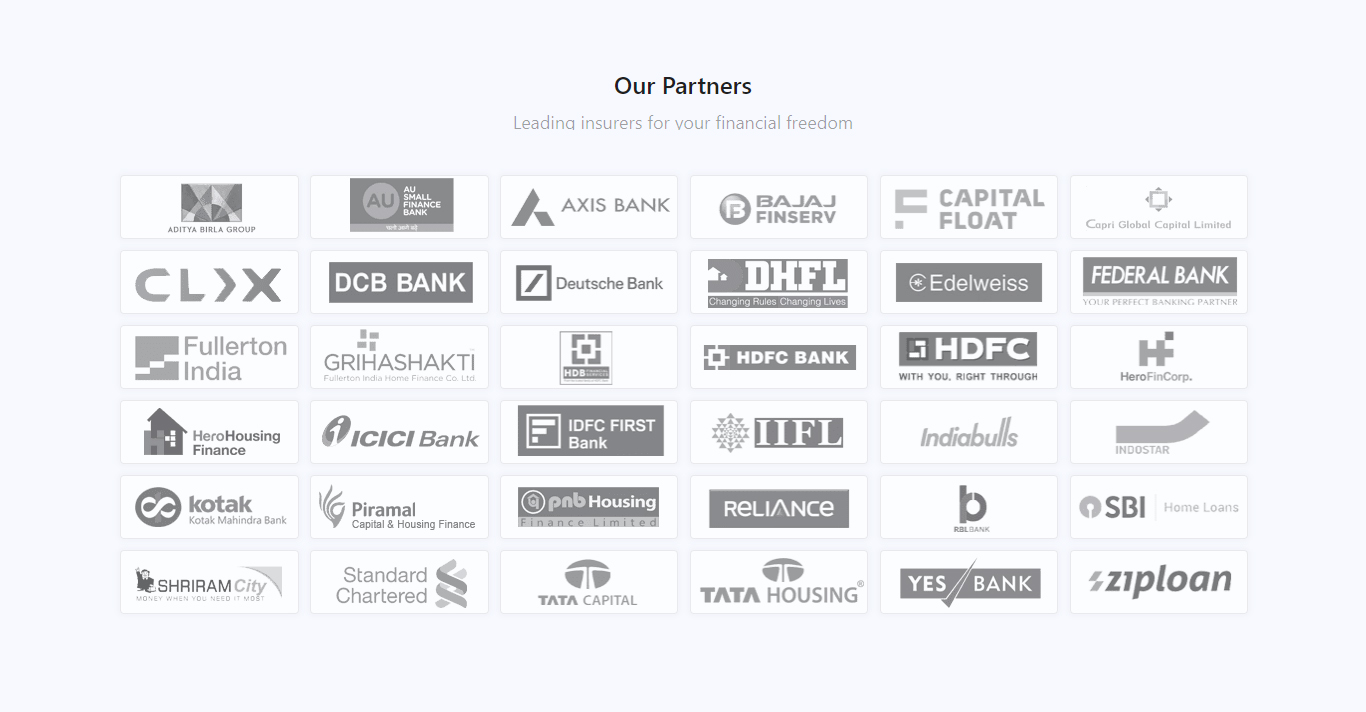 Our Partners
Leading insurers for your financial freedom
ADITYA BIRLA GROUP
AU
AU
SMALL
FINANCE
BANK
AXIS BANK
BAJAJ
FINSERV
CAPITAL
FLOAT
Capri Global Capital Limited
CLIX
DCB BANK
Deutsche Bank
DHFL
Changing Rules Changing Lives
Edelweiss
FEDERAL BANK
YOUR PERFECT BANKING PARTNER
Fullerton
India
GRIHASHAKTI
Fullerton India Home Finance Co. Ltd.
HDB FINANCIAL
SERVICES
HDFC BANK
HDFC
WITH YOU, RIGHT THROUGH
HeroFinCorp.
HeroHousing
Finance
ICICI Bank
IDFC FIRST
Bank
IIFL
Indiabulls
INDOSTAR
kotak
Kotak Mahindra Bank
Piramal
Capital & Housing Finance
pnb Housing
Finance Limited
RELIANCE
RBL BANK
SBI
Home Loans
SHRIRAM City
MONEY WHEN YOU NEED IT MOST
Standard
Chartered
TATA
TATA CAPITAL
TATA HOUSING®
YES BANK
ziploan